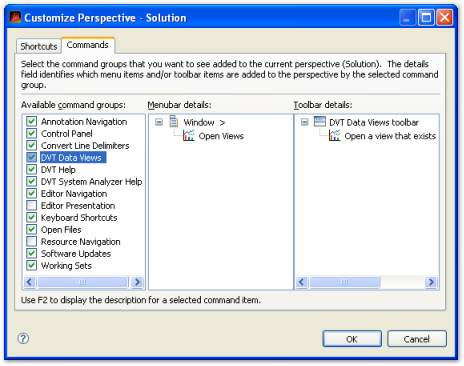 Customize Perspective - Solution
Shortcuts Commands
Select the command groups that you want to see added to the current perspective (Solution). The details
field identifies which menu items and/or toolbar items are added to the perspective by the selected command
group.
Available command groups:
Annotation Navigation
Control Panel
Convert Line Delimiters
DVT Data Views
DVT Help
DVT System Analyzer Help
Editor Navigation
Editor Presentation
Keyboard Shortcuts
Open Files
Resource Navigation
Software Updates
Working Sets
Menubar details:
Window >
Open Views
Toolbar details:
DVT Data Views toolbar
Open a view that exists
Use F2 to display the description for a selected command item.
?
OK Cancel